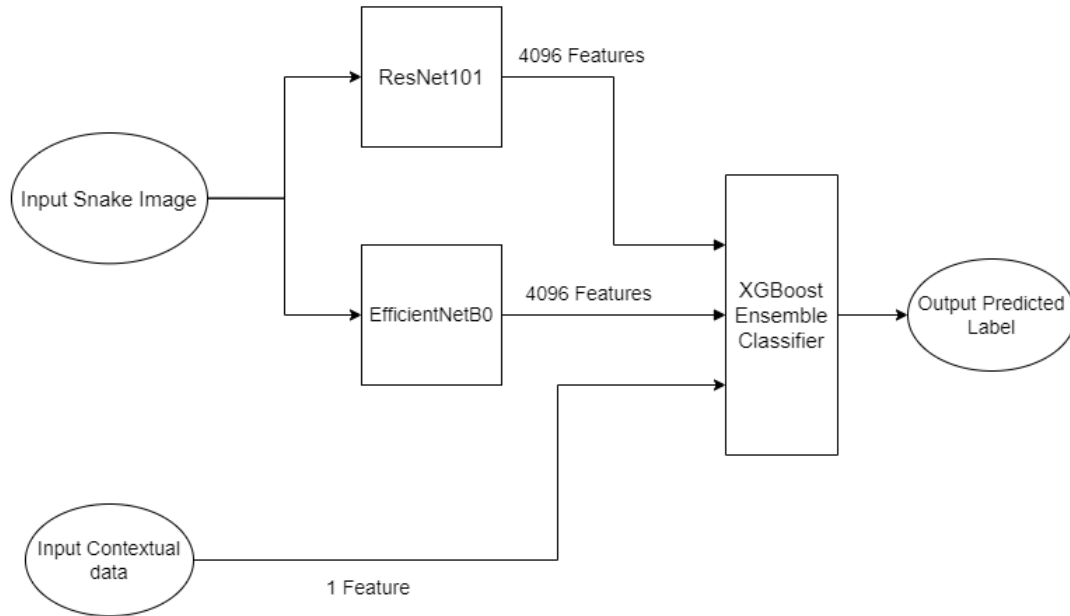 4096 Features
ResNet101
Input Snake Image
4096 Features
EfficientNetB0
XGBoost
Ensemble
Classifier
Output Predicted
Label
Input Contextual
data
1 Feature